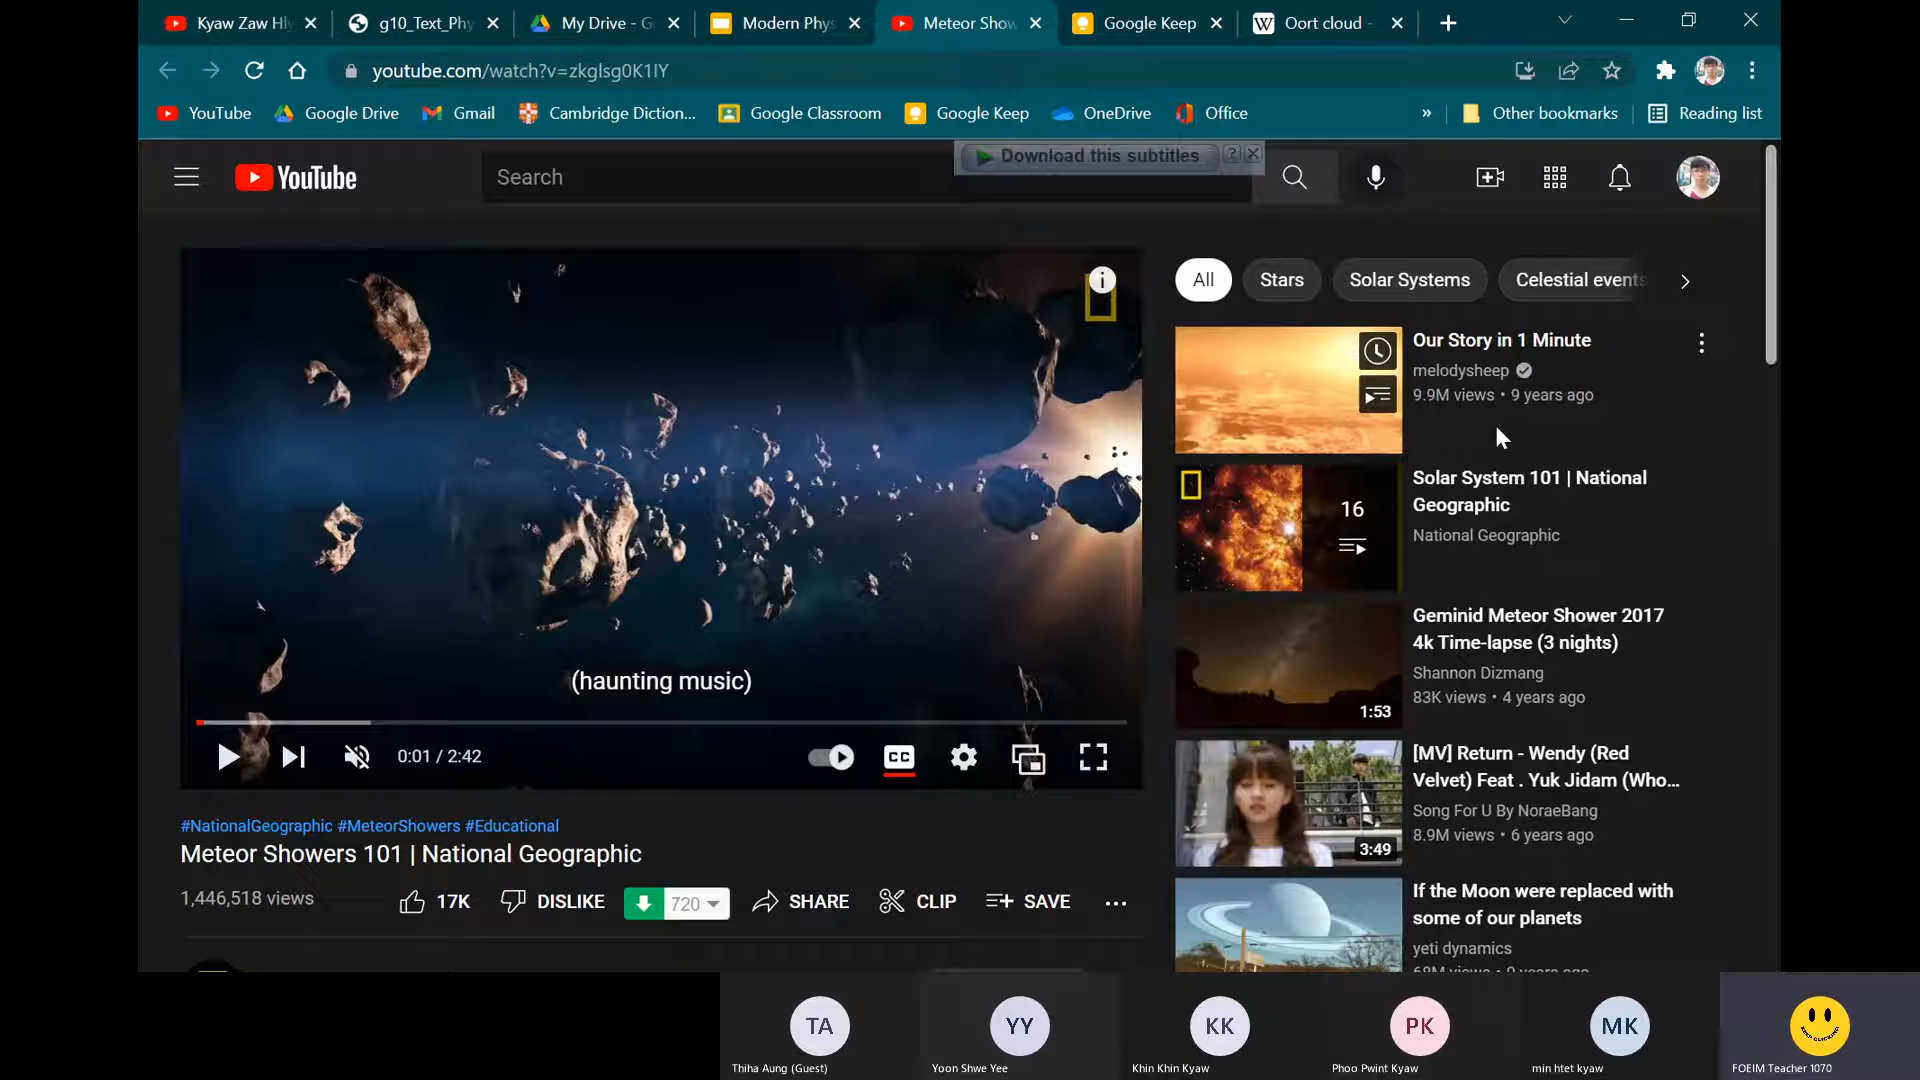 Kyaw Zaw Hl
g10_Text_Phy
My Drive - G
Modern Phys
Meteor Show
Google Keep
Oort cloud -
youtube.com/watch?v=zkglsg0K1IY
YouTube
Google Drive
Gmail
Cambridge Diction...
Google Classroom
Google Keep
OneDrive
Office
»
Other bookmarks
Reading list
YouTube
Search
Download this subtitles
?
All
Stars
Solar Systems
Celestial events
Our Story in 1 Minute
melodysheep
9.9M views • 9 years ago
16
Solar System 101 | National
Geographic
National Geographic
1:53
Geminid Meteor Shower 2017
4k Time-lapse (3 nights)
Shannon Dizmang
83K views • 4 years ago
3:49
[MV] Return - Wendy (Red
Velvet) Feat . Yuk Jidam (Who...
Song For U By NoraeBang
8.9M views • 6 years ago
If the Moon were replaced with
some of our planets
yeti dynamics
(haunting music)
0:01 / 2:42
CC
#NationalGeographic #MeteorShowers #Educational
Meteor Showers 101 | National Geographic
1,446,518 views
17K
DISLIKE
720
SHARE
CLIP
SAVE
TA
YY
KK
PK
MK
Thiha Aung (Guest)
Yoon Shwe Yee
Khin Khin Kyaw
Phoo Pwint Kyaw
min htet kyaw
FOEIM Teacher 1070